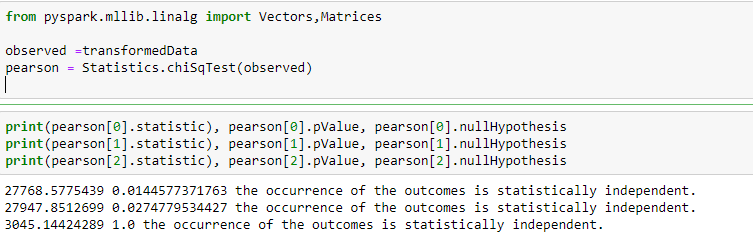 from pyspark.mllib.linalg import Vectors,Matrices
observed =transformedData
pearson = Statistics.chiSqTest(observed)
print(pearson[0].statistic), pearson[0].pValue, pearson[0].nullHypothesis
print(pearson[1].statistic), pearson[1].pValue, pearson[1].nullHypothesis
print(pearson[2].statistic), pearson[2].pValue, pearson[2].nullHypothesis
27768.5775439 0.0144577371763 the occurrence of the outcomes is statistically independent.
27947.8512699 0.0274779534427 the occurrence of the outcomes is statistically independent.
3045.14424289 1.0 the occurrence of the outcomes is statistically independent.